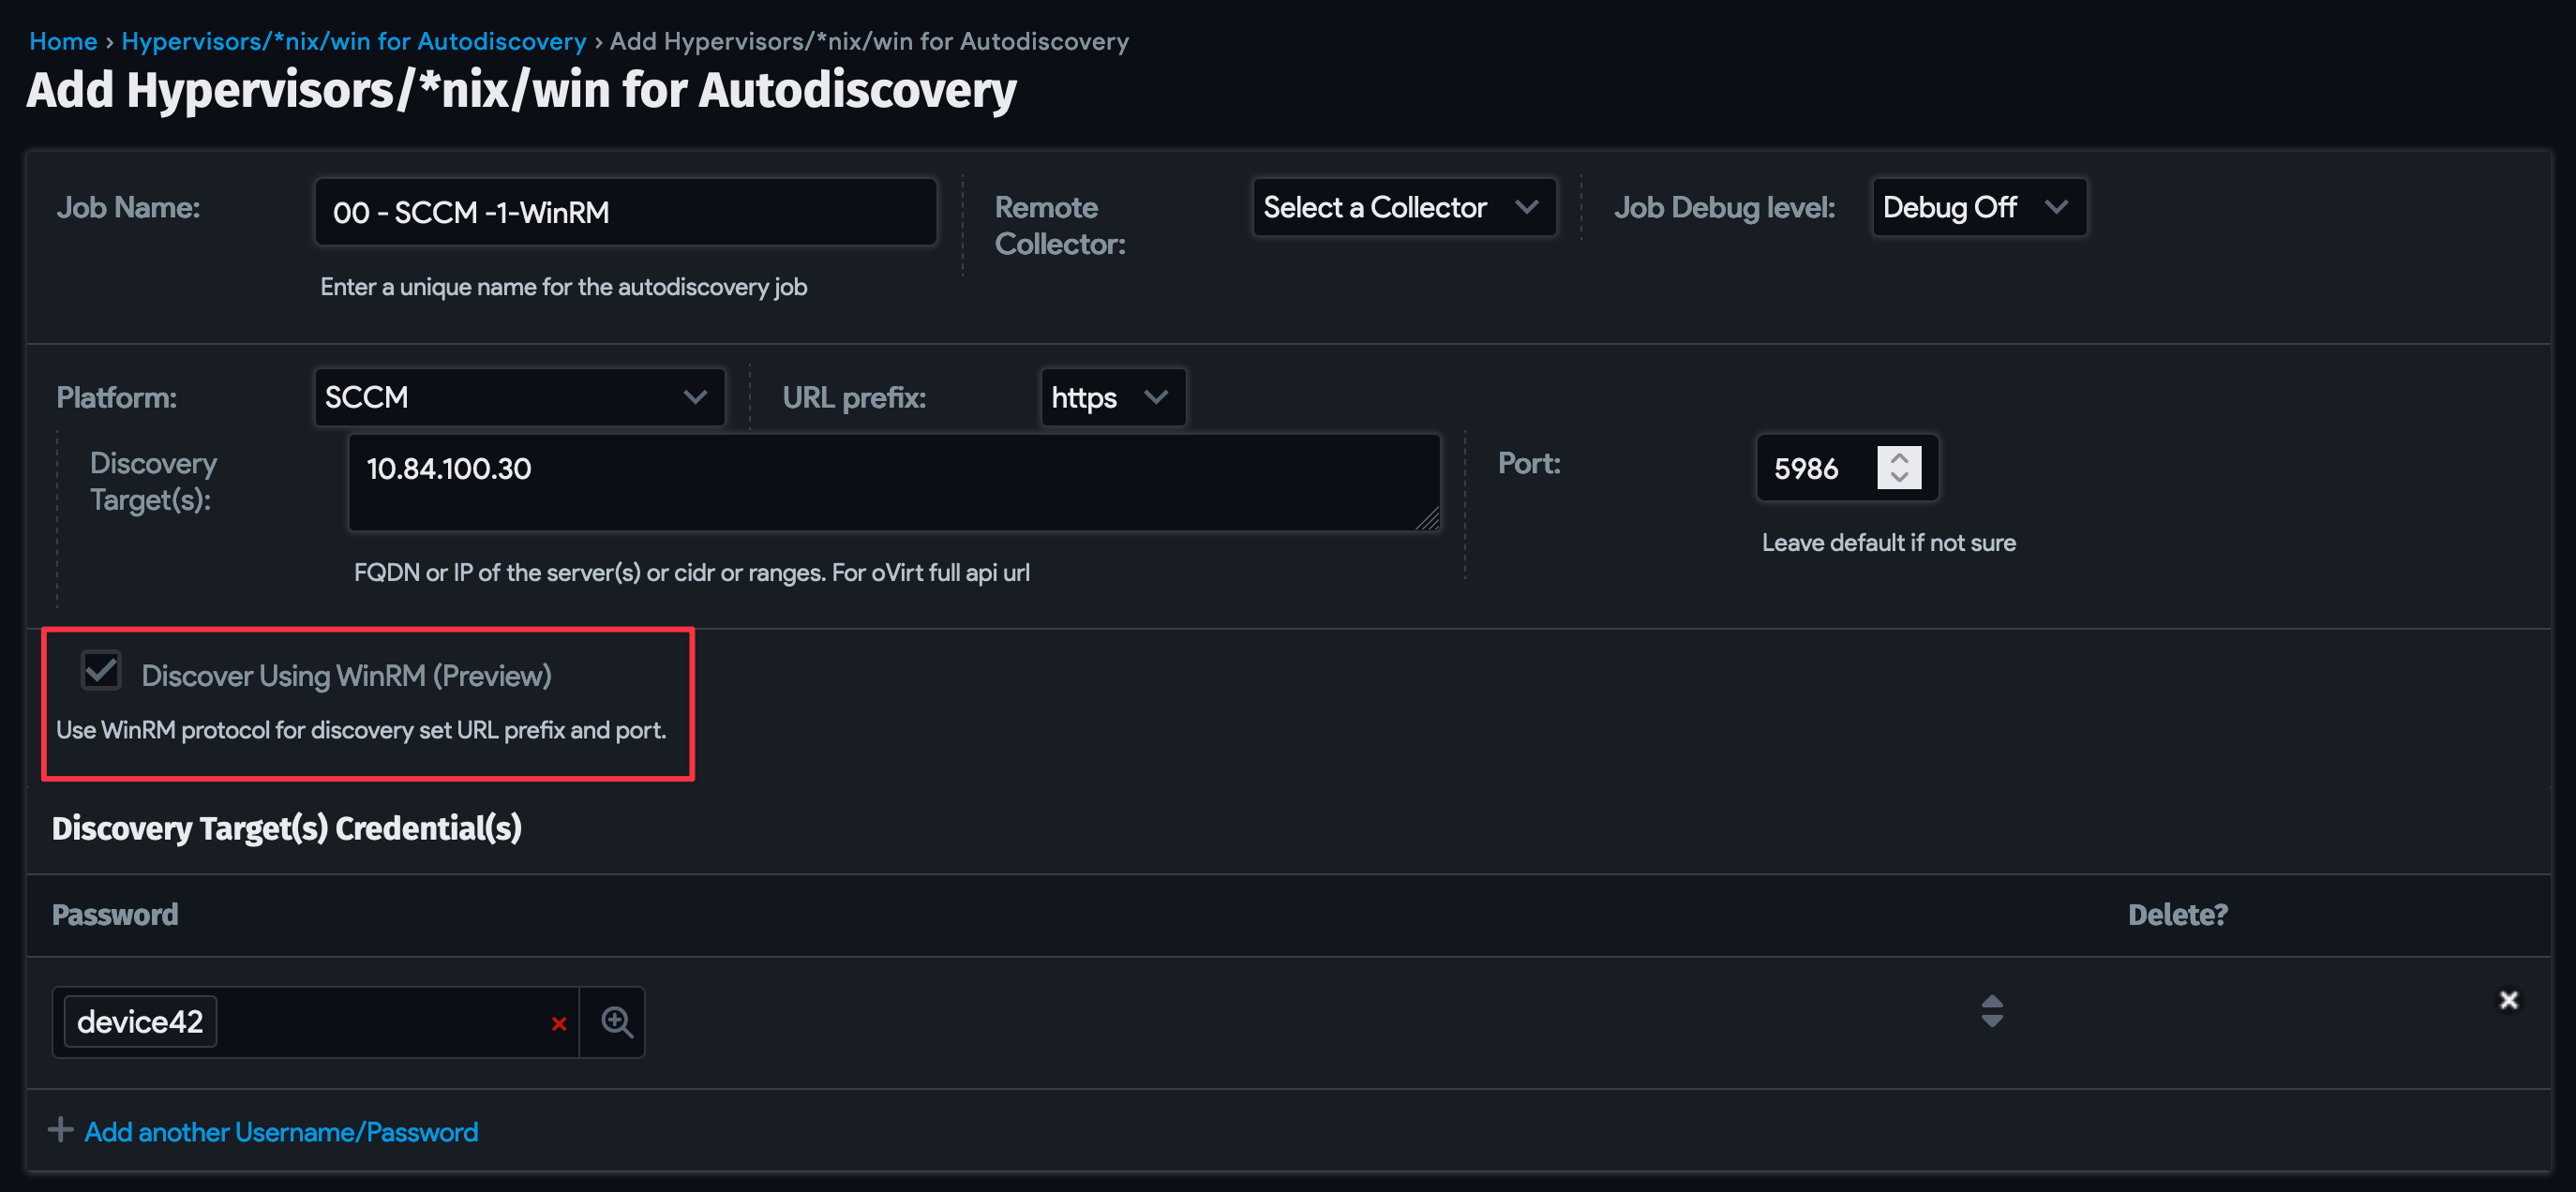 Home › Hypervisors/*nix/win for Autodiscovery › Add Hypervisors/*nix/win for Autodiscovery
Add Hypervisors/*nix/win for Autodiscovery
Job Name:
00 - SCCM -1-WinRM
Enter a unique name for the autodiscovery job
Remote
Collector:
Select a Collector
Job Debug level:
Debug Off
Platform:
SCCM
URL prefix:
https
Discovery
Target(s):
10.84.100.30
FQDN or IP of the server(s) or cidr or ranges. For oVirt full api url
Port:
5986
Leave default if not sure
Discover Using WinRM (Preview)
Use WinRM protocol for discovery set URL prefix and port.
Discovery Target(s) Credential(s)
Password
Delete?
device42
Add another Username/Password